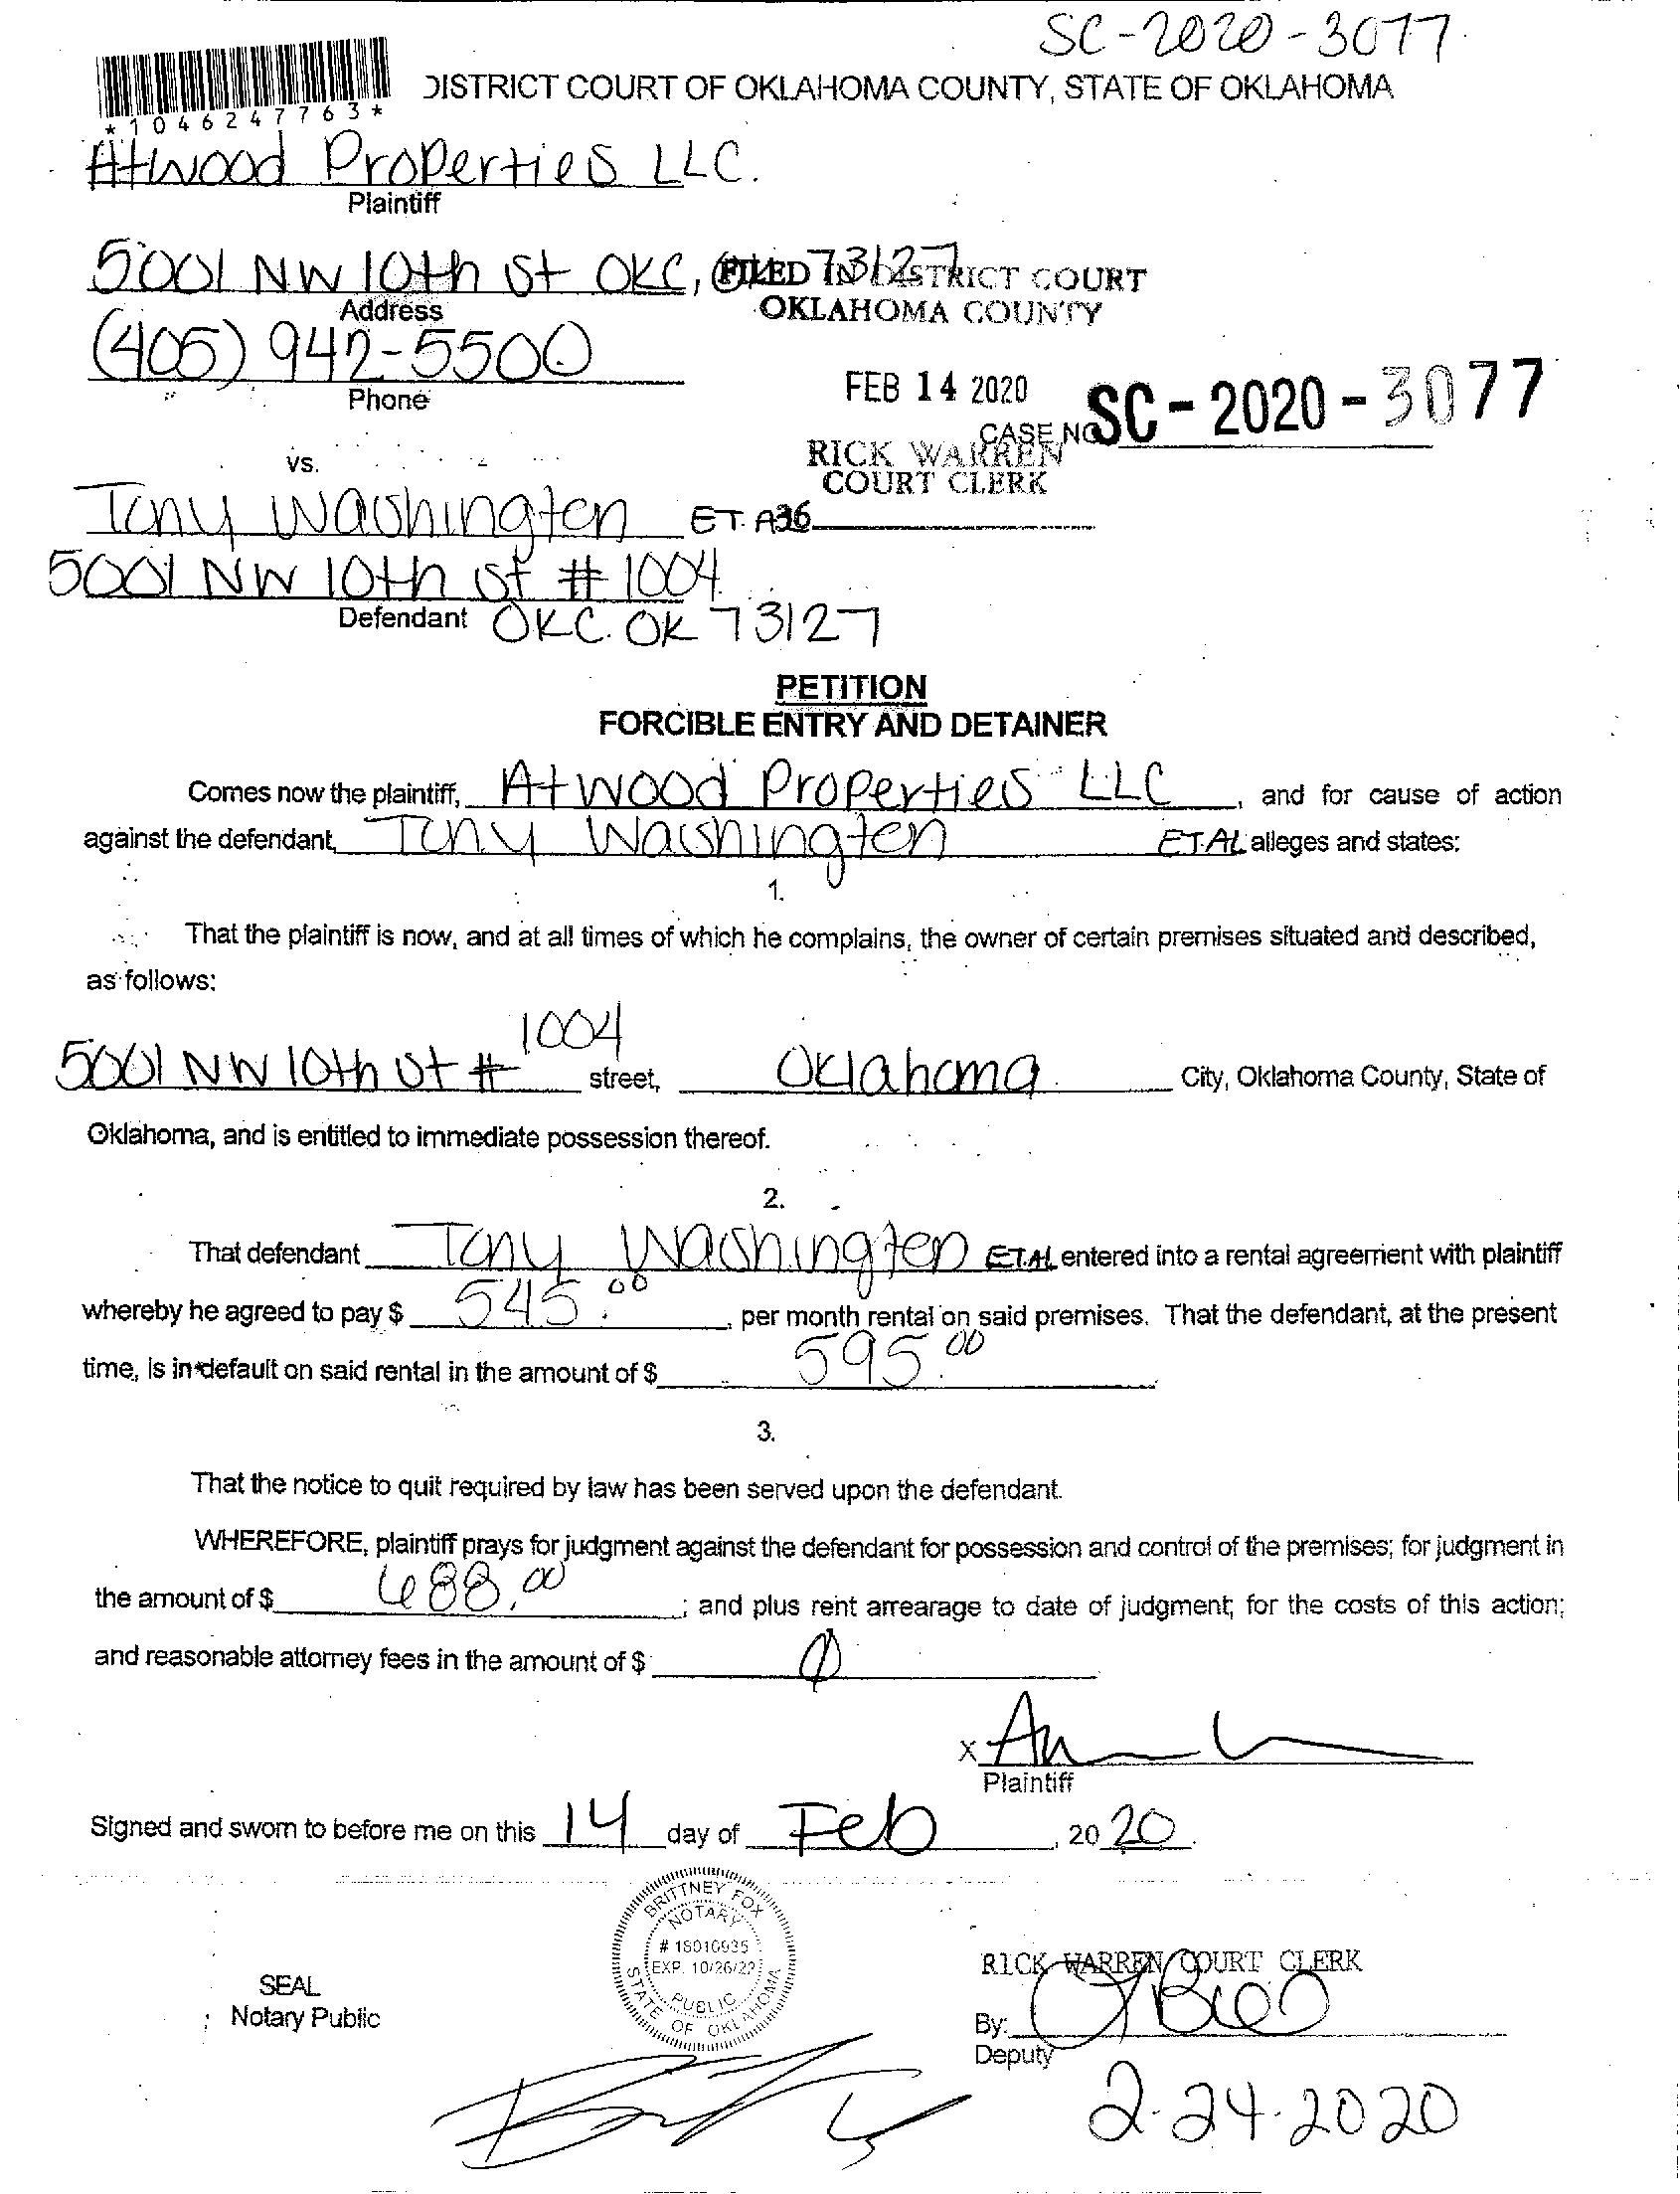 SC-2020-3077
DISTRICT COURT OF OKLAHOMA COUNTY, STATE OF OKLAHOMA
*1046247763*
Atwood Properties LLC.
Plaintiff
5001 NW 10th St OKC, OK 73127
FILED IN DISTRICT COURT
Address
OKLAHOMA COUNTY
(405) 942-5500
Phone
FEB 14 2020
CASE NO. SC-2020-3077
RICK WARREN
COURT CLERK
vs.
36
Tony Washington ET. A
5001 NW 10th St # 1004
Defendant OKC. OK 73127
PETITION
FORCIBLE ENTRY AND DETAINER
Comes now the plaintiff, Atwood Properties LLC, and for cause of action
against the defendant, Tony Washington ET.AL alleges and states:
1.
That the plaintiff is now, and at all times of which he complains, the owner of certain premises situated and described,
as follows:
5001 NW 10th St # 1004 street, Oklahoma City, Oklahoma County, State of
Oklahoma, and is entitled to immediate possession thereof.
2.
That defendant Tony Washington ET.AL entered into a rental agreement with plaintiff
whereby he agreed to pay $ 545.00, per month rental on said premises. That the defendant, at the present
time, is in default on said rental in the amount of $ 595.00
3.
That the notice to quit required by law has been served upon the defendant.
WHEREFORE, plaintiff prays for judgment against the defendant for possession and control of the premises; for judgment in
the amount of $ 688.00; and plus rent arrearage to date of judgment; for the costs of this action;
and reasonable attorney fees in the amount of $ 0
x
Plaintiff
Signed and sworn to before me on this 14 day of Feb, 2020.
BRITTNEY FOX
NOTARY
# 18010935
EXP. 10/26/22
PUBLIC
STATE OF OKLAHOMA
SEAL
Notary Public
RICK WARREN COURT CLERK
By:
Deputy
2-24-2020